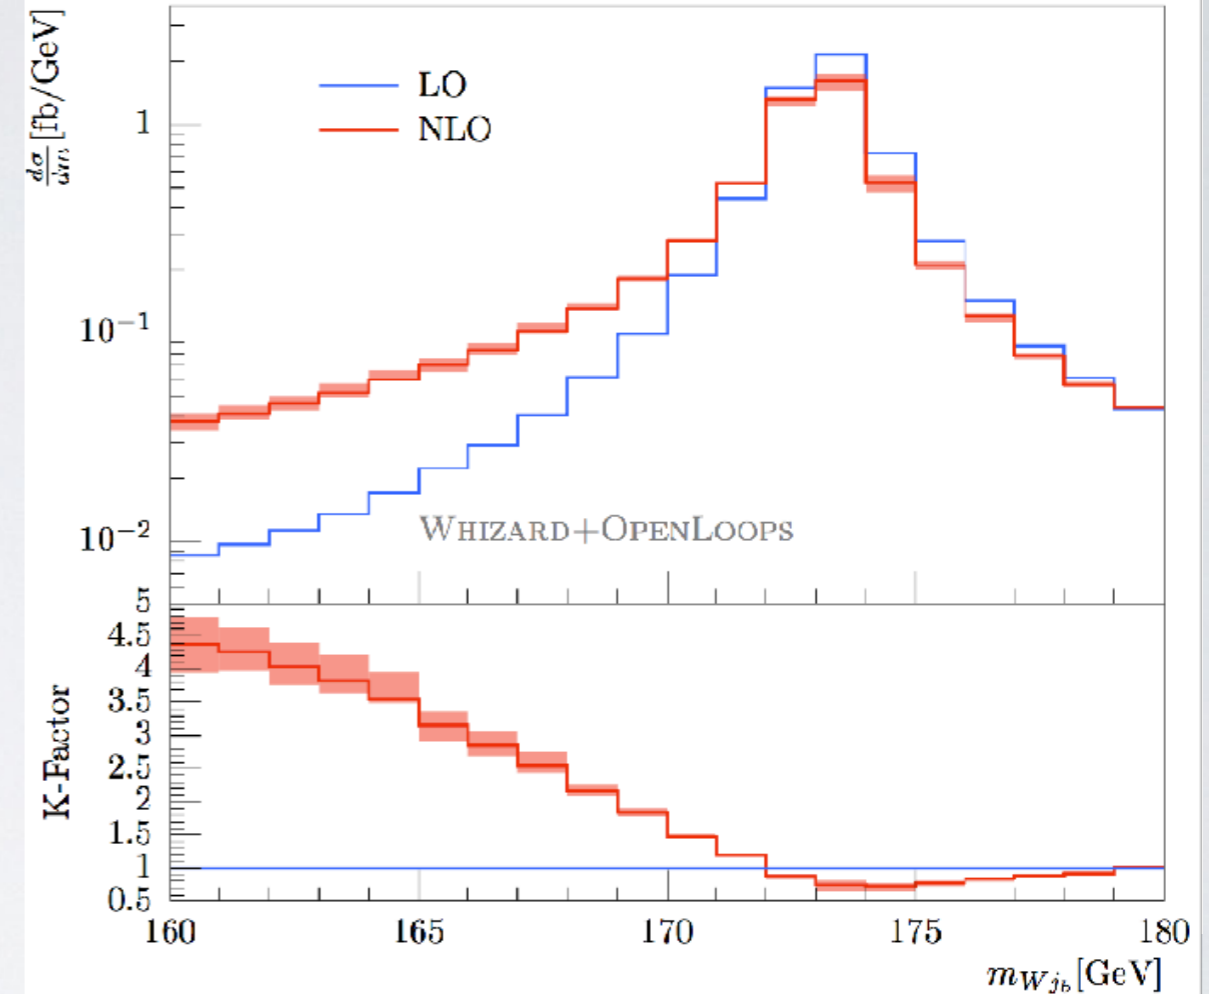 dσ/dm [fb/GeV]
LO
NLO
1
10⁻¹
10⁻²
WHIZARD+OPENLOOPS
K-Factor
5
4.5
4
3.5
3
2.5
2
1.5
1
0.5
160 165 170 175 180
m_{Wj_b}[GeV]